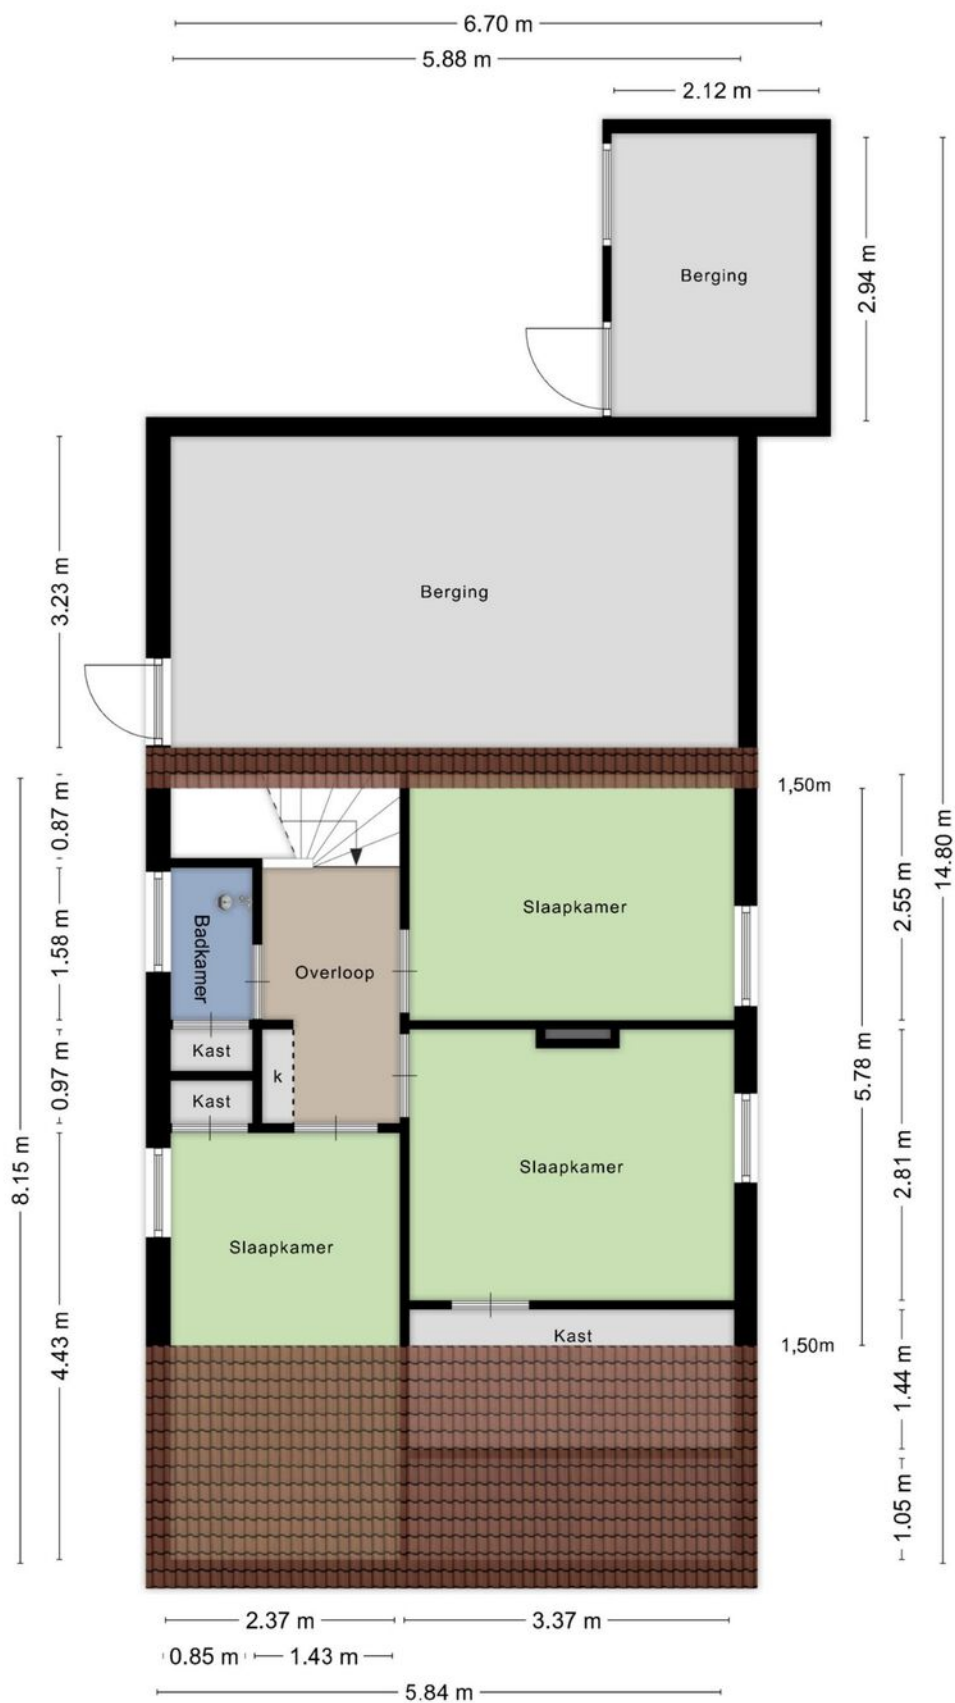 6.70 m
5.88 m
2.12 m
Berging
2.94 m
14.80 m
3.23 m
Berging
1,50m
0.87 m
2.55 m
Slaapkamer
1.58 m
Badkamer
Overloop
0.97 m
Kast
k
Kast
5.78 m
8.15 m
Slaapkamer
2.81 m
Slaapkamer
4.43 m
Kast
1,50m
1.44 m
1.05 m
2.37 m
3.37 m
0.85 m
1.43 m
5.84 m